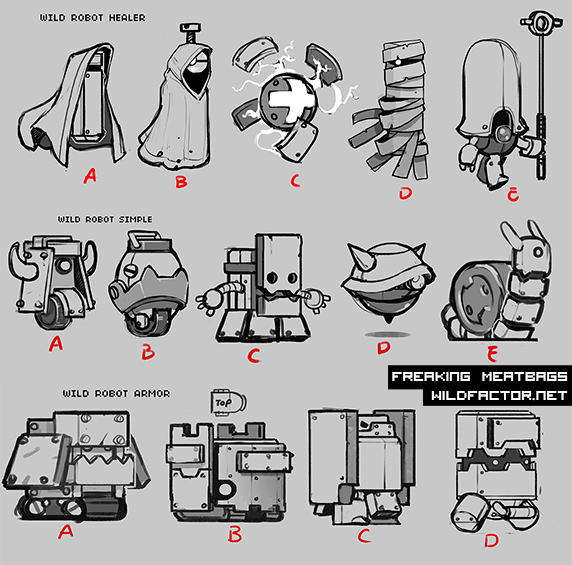 WILD ROBOT HEALER
A B C D E
WILD ROBOT SIMPLE
A B C D E
FREAKING MEATBAGS
WILDFACTOR.NET
WILD ROBOT ARMOR
TOP
A B C D